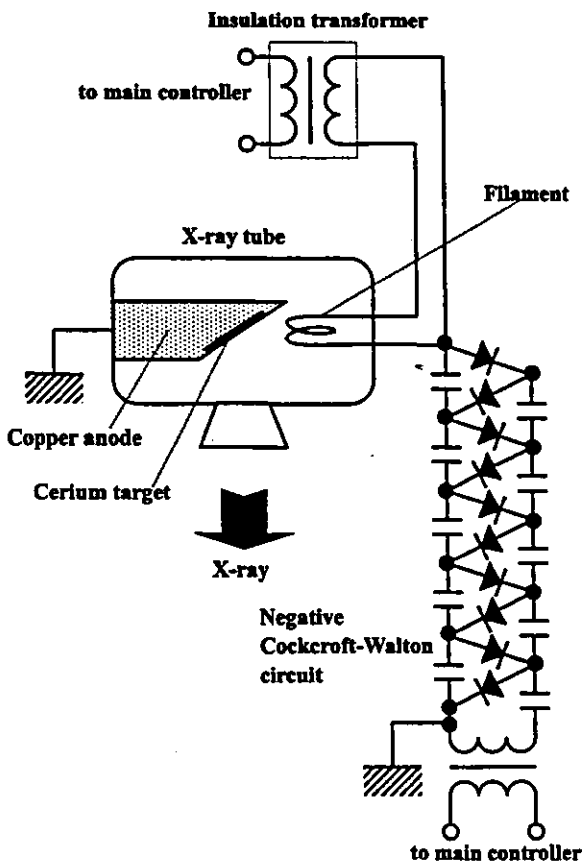 Insulation transformer
to main controller
Filament
X-ray tube
Copper anode
Cerium target
X-ray
Negative
Cockcroft-Walton
circuit
to main controller